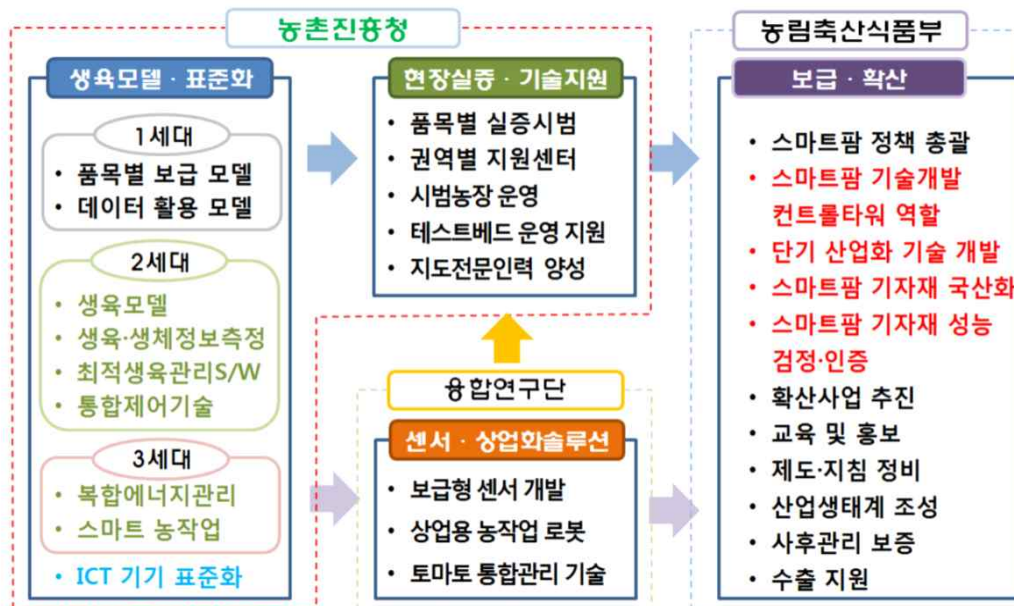 농촌진흥청
생육모델 · 표준화
1세대
• 품목별 보급 모델
• 데이터 활용 모델
2세대
• 생육모델
• 생육·생체정보측정
• 최적생육관리S/W
• 통합제어기술
3세대
• 복합에너지관리
• 스마트 농작업
• ICT 기기 표준화
현장실증 · 기술지원
• 품목별 실증시범
• 권역별 지원센터
• 시범농장 운영
• 테스트베드 운영 지원
• 지도전문인력 양성
융합연구단
센서 · 상업화솔루션
• 보급형 센서 개발
• 상업용 농작업 로봇
• 토마토 통합관리 기술
농림축산식품부
보급 · 확산
• 스마트팜 정책 총괄
• 스마트팜 기술개발
컨트롤타워 역할
• 단기 산업화 기술 개발
• 스마트팜 기자재 국산화
• 스마트팜 기자재 성능
검정·인증
• 확산사업 추진
• 교육 및 홍보
• 제도·지침 정비
• 산업생태계 조성
• 사후관리 보증
• 수출 지원